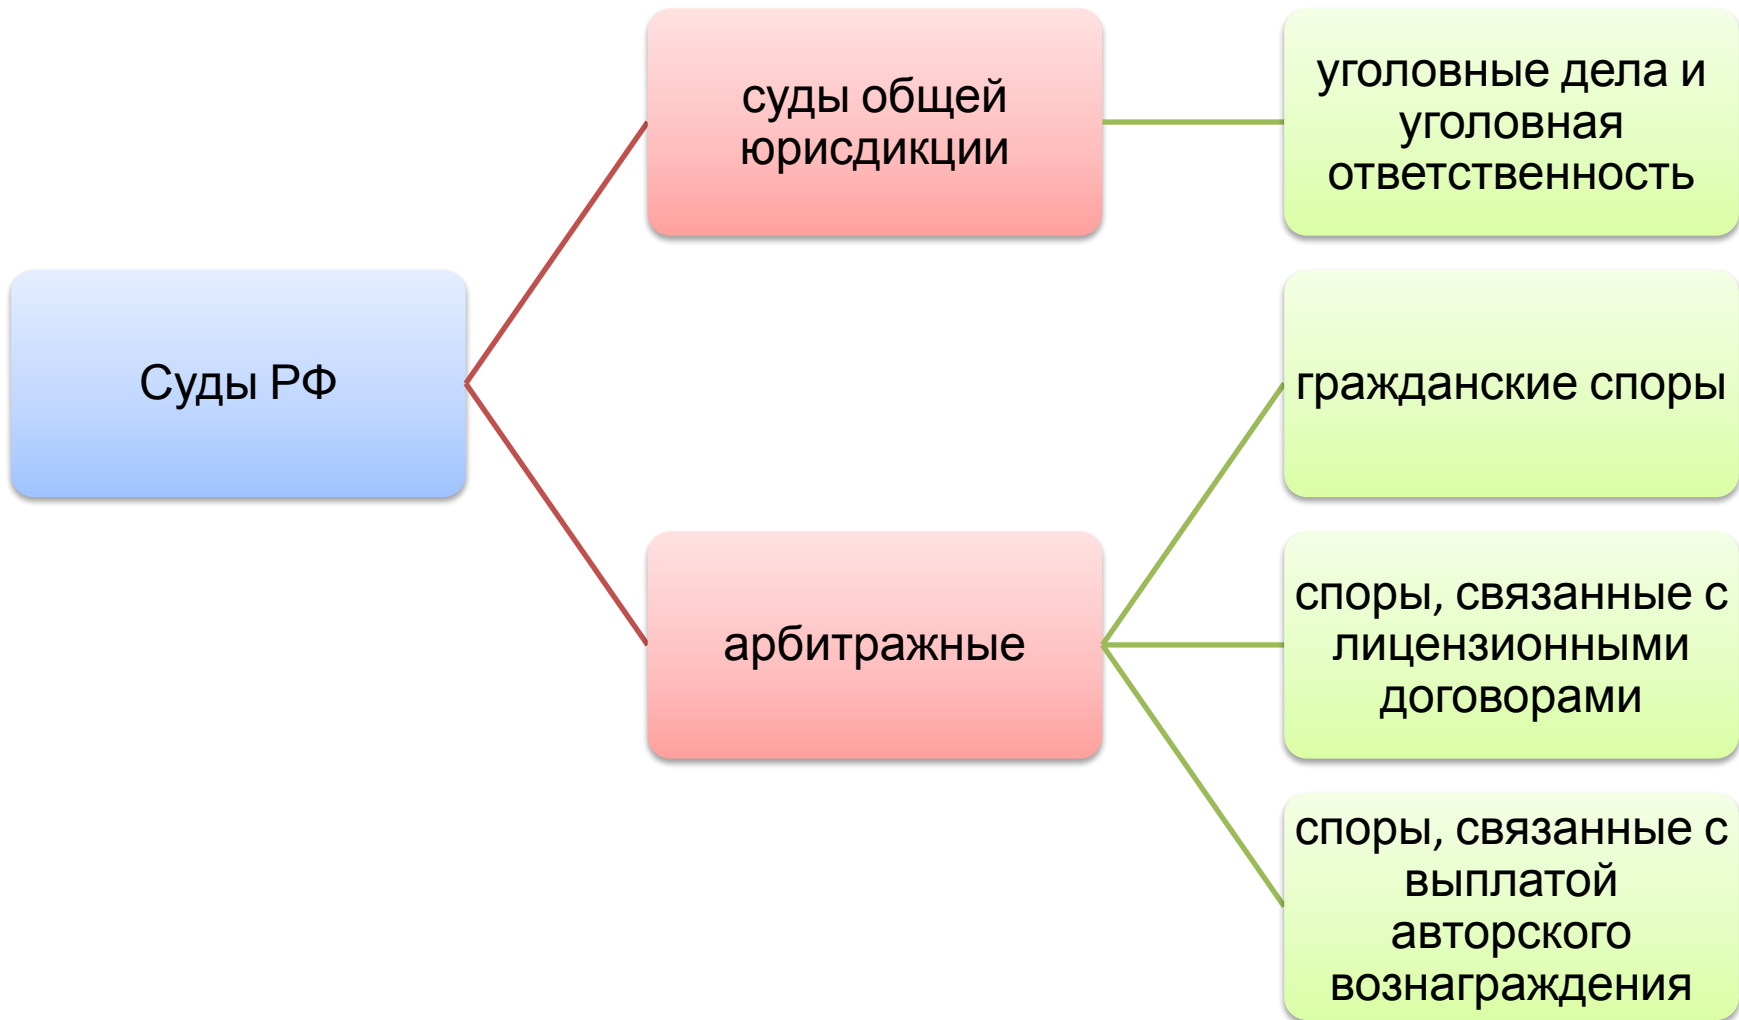 Суды РФ
суды общей
юрисдикции
арбитражные
уголовные дела и
уголовная
ответственность
гражданские споры
споры, связанные с
лицензионными
договорами
споры, связанные с
выплатой
авторского
вознаграждения